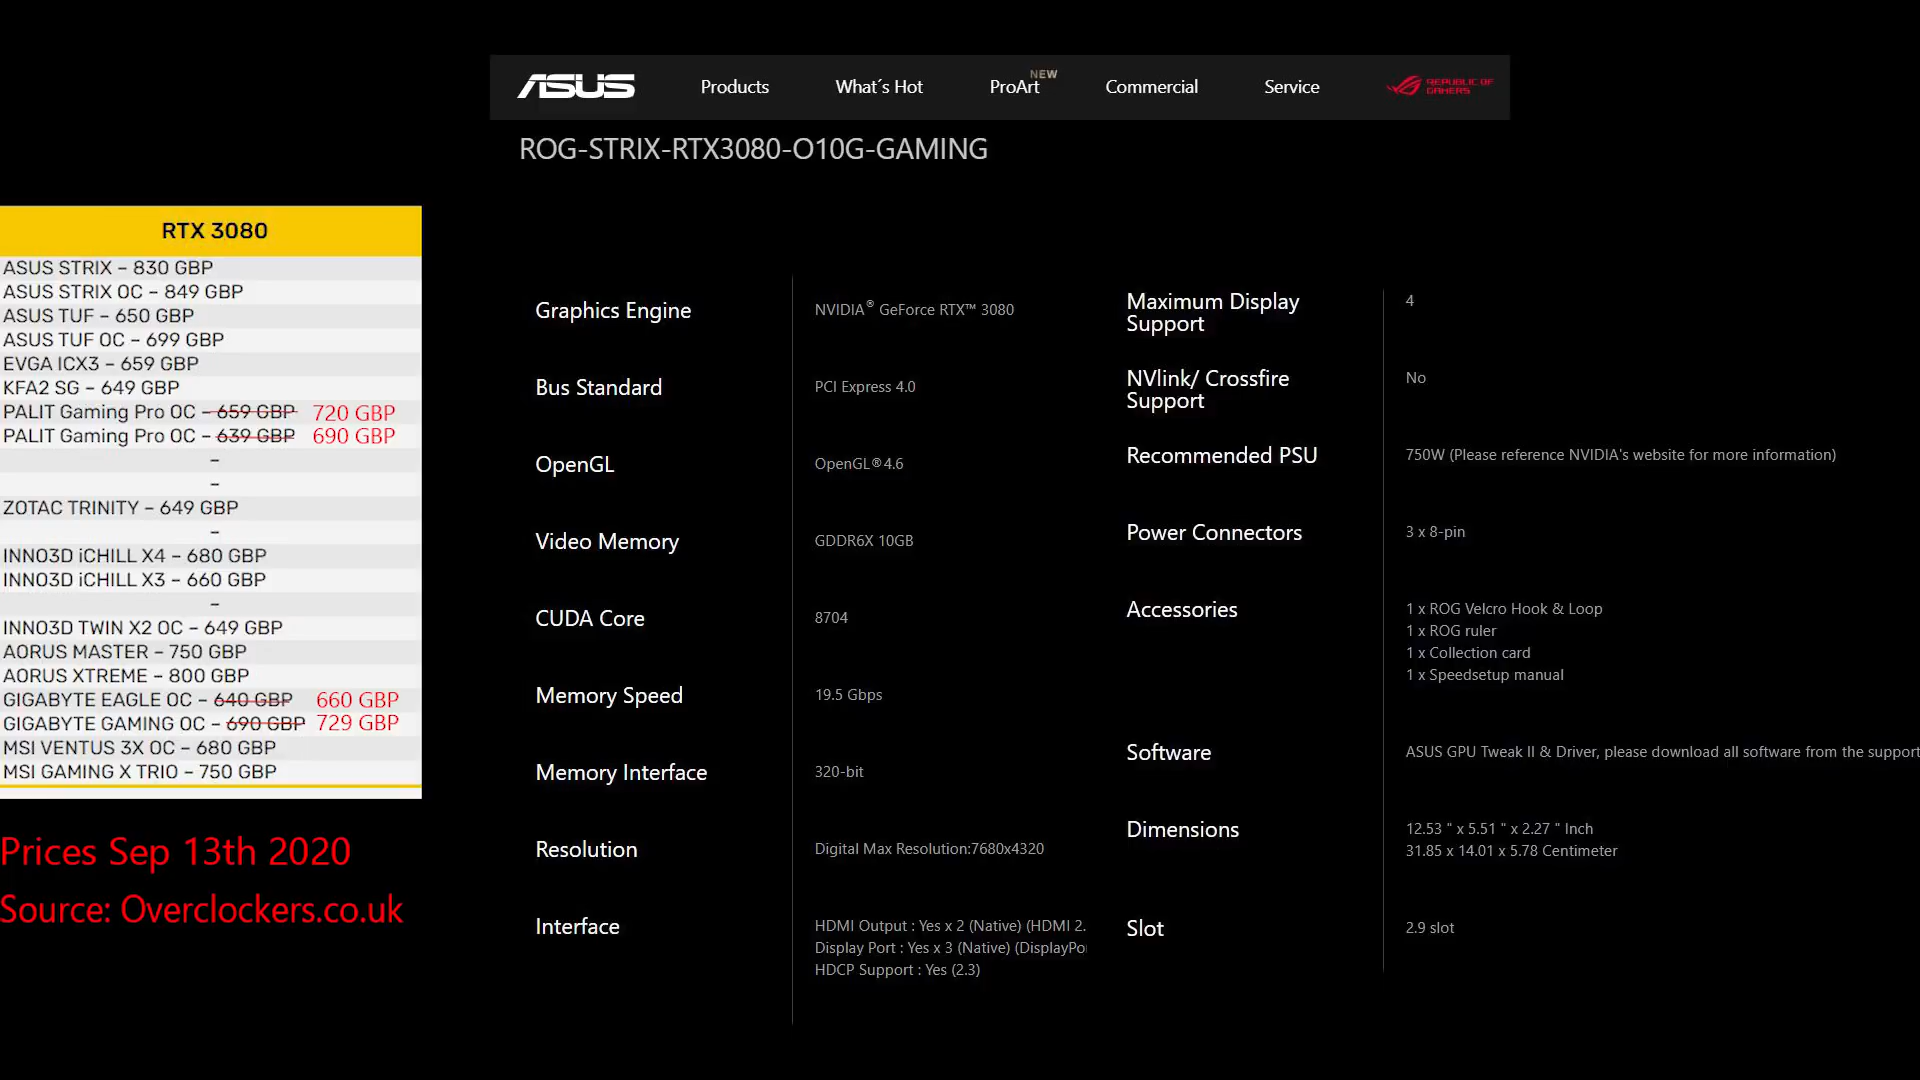 ASUS Products What´s Hot ProArt NEW Commercial Service REPUBLIC OF GAMERS
ROG-STRIX-RTX3080-O10G-GAMING
RTX 3080
ASUS STRIX – 830 GBP
ASUS STRIX OC – 849 GBP
ASUS TUF – 650 GBP
ASUS TUF OC – 699 GBP
EVGA ICX3 – 659 GBP
KFA2 SG – 649 GBP
PALIT Gaming Pro OC – 659 GBP 720 GBP
PALIT Gaming Pro OC – 639 GBP 690 GBP
–
–
ZOTAC TRINITY – 649 GBP
–
INNO3D iCHILL X4 – 680 GBP
INNO3D iCHILL X3 – 660 GBP
–
INNO3D TWIN X2 OC – 649 GBP
AORUS MASTER – 750 GBP
AORUS XTREME – 800 GBP
GIGABYTE EAGLE OC – 640 GBP 660 GBP
GIGABYTE GAMING OC – 690 GBP 729 GBP
MSI VENTUS 3X OC – 680 GBP
MSI GAMING X TRIO – 750 GBP
Prices Sep 13th 2020
Source: Overclockers.co.uk
Graphics Engine
NVIDIA® GeForce RTX™ 3080
Bus Standard
PCI Express 4.0
OpenGL
OpenGL®4.6
Video Memory
GDDR6X 10GB
CUDA Core
8704
Memory Speed
19.5 Gbps
Memory Interface
320-bit
Resolution
Digital Max Resolution:7680x4320
Interface
HDMI Output : Yes x 2 (Native) (HDMI 2.
Display Port : Yes x 3 (Native) (DisplayPo
HDCP Support : Yes (2.3)
Maximum Display
Support
4
NVlink/ Crossfire
Support
No
Recommended PSU
750W (Please reference NVIDIA's website for more information)
Power Connectors
3 x 8-pin
Accessories
1 x ROG Velcro Hook & Loop
1 x ROG ruler
1 x Collection card
1 x Speedsetup manual
Software
ASUS GPU Tweak II & Driver, please download all software from the support
Dimensions
12.53 " x 5.51 " x 2.27 " Inch
31.85 x 14.01 x 5.78 Centimeter
Slot
2.9 slot